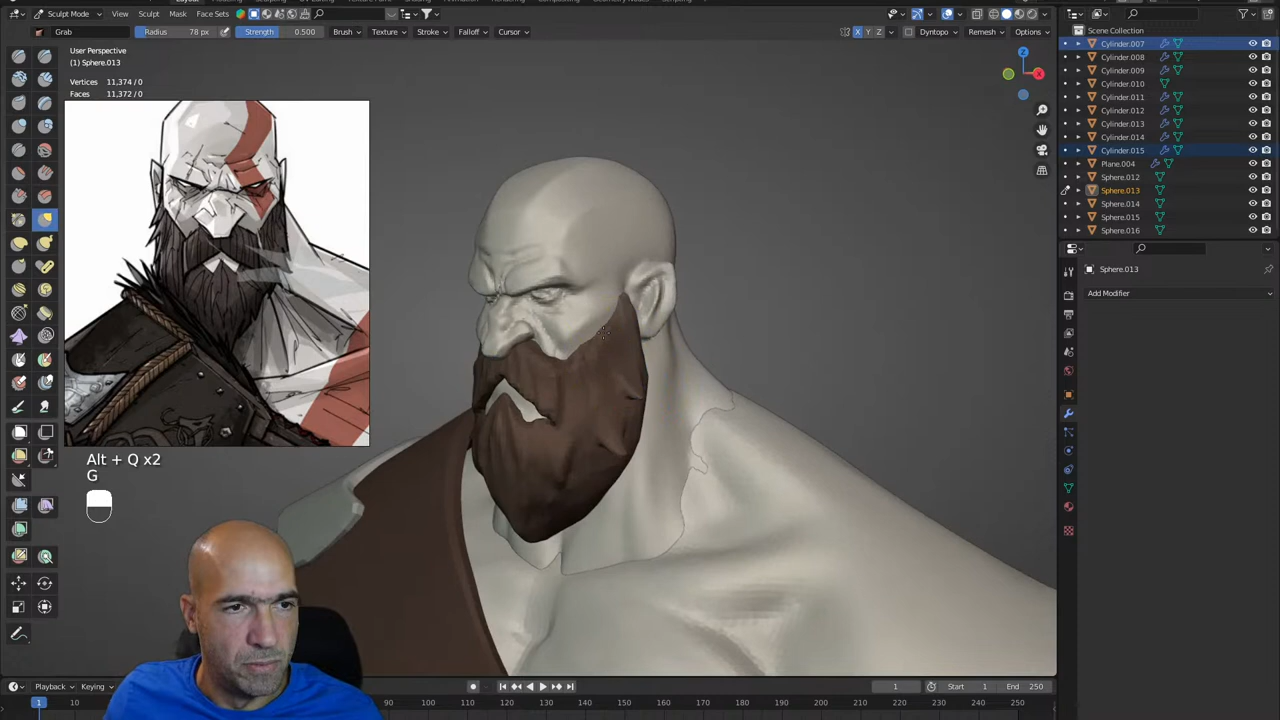 Sculpt Mode View Sculpt Mask Face Sets
Grab Radius 78 px Strength 0.500 Brush Texture Stroke Falloff Cursor X Y Z Dyntopo Remesh Options
User Perspective
(1) Sphere.013
Vertices 11,374 / 0
Faces 11,372 / 0
Alt + Q x2
G
Z
X
Scene Collection
Cylinder.007
Cylinder.008
Cylinder.009
Cylinder.010
Cylinder.011
Cylinder.012
Cylinder.013
Cylinder.014
Cylinder.015
Plane.004
Sphere.012
Sphere.013
Sphere.014
Sphere.015
Sphere.016
Sphere.013
Add Modifier
Playback Keying 1 Start 1 End 250
1 10 100 110 120 130 140 150 160 170 180 190 200 210 220 230 240 250